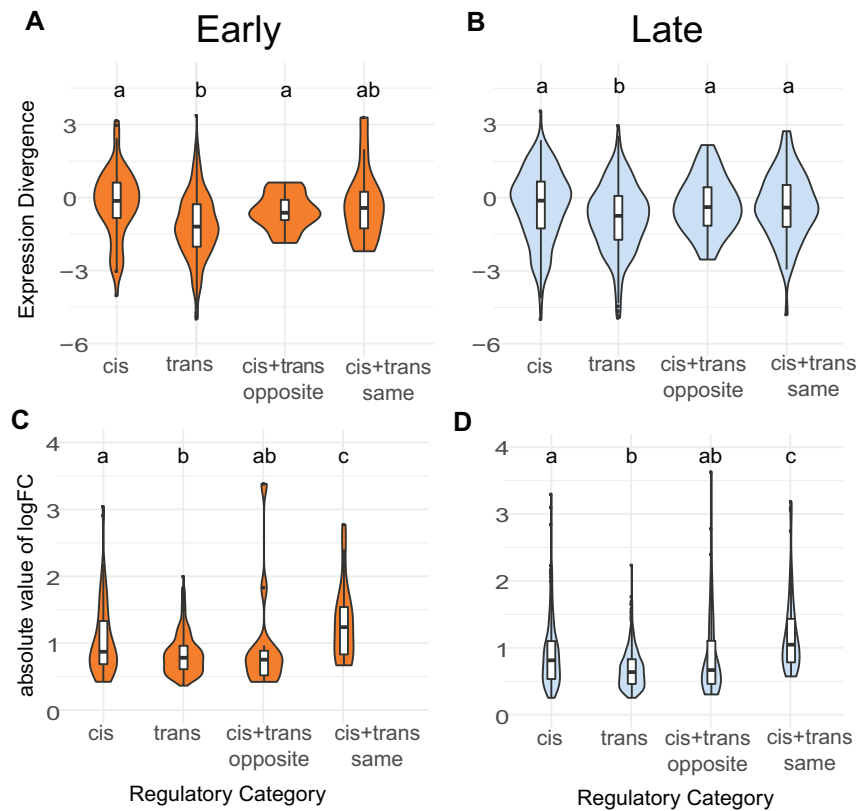 A
Early
B
Late
a
b
a
ab
a
b
a
a
Expression Divergence
3
0
−3
−6
3
0
−3
−6
cis
trans
cis+trans
opposite
cis+trans
same
cis
trans
cis+trans
opposite
cis+trans
same
C
D
absolute value of logFC
4
3
2
1
0
a
b
ab
c
4
3
2
1
0
a
b
ab
c
cis
trans
cis+trans
opposite
cis+trans
same
cis
trans
cis+trans
opposite
cis+trans
same
Regulatory Category
Regulatory Category